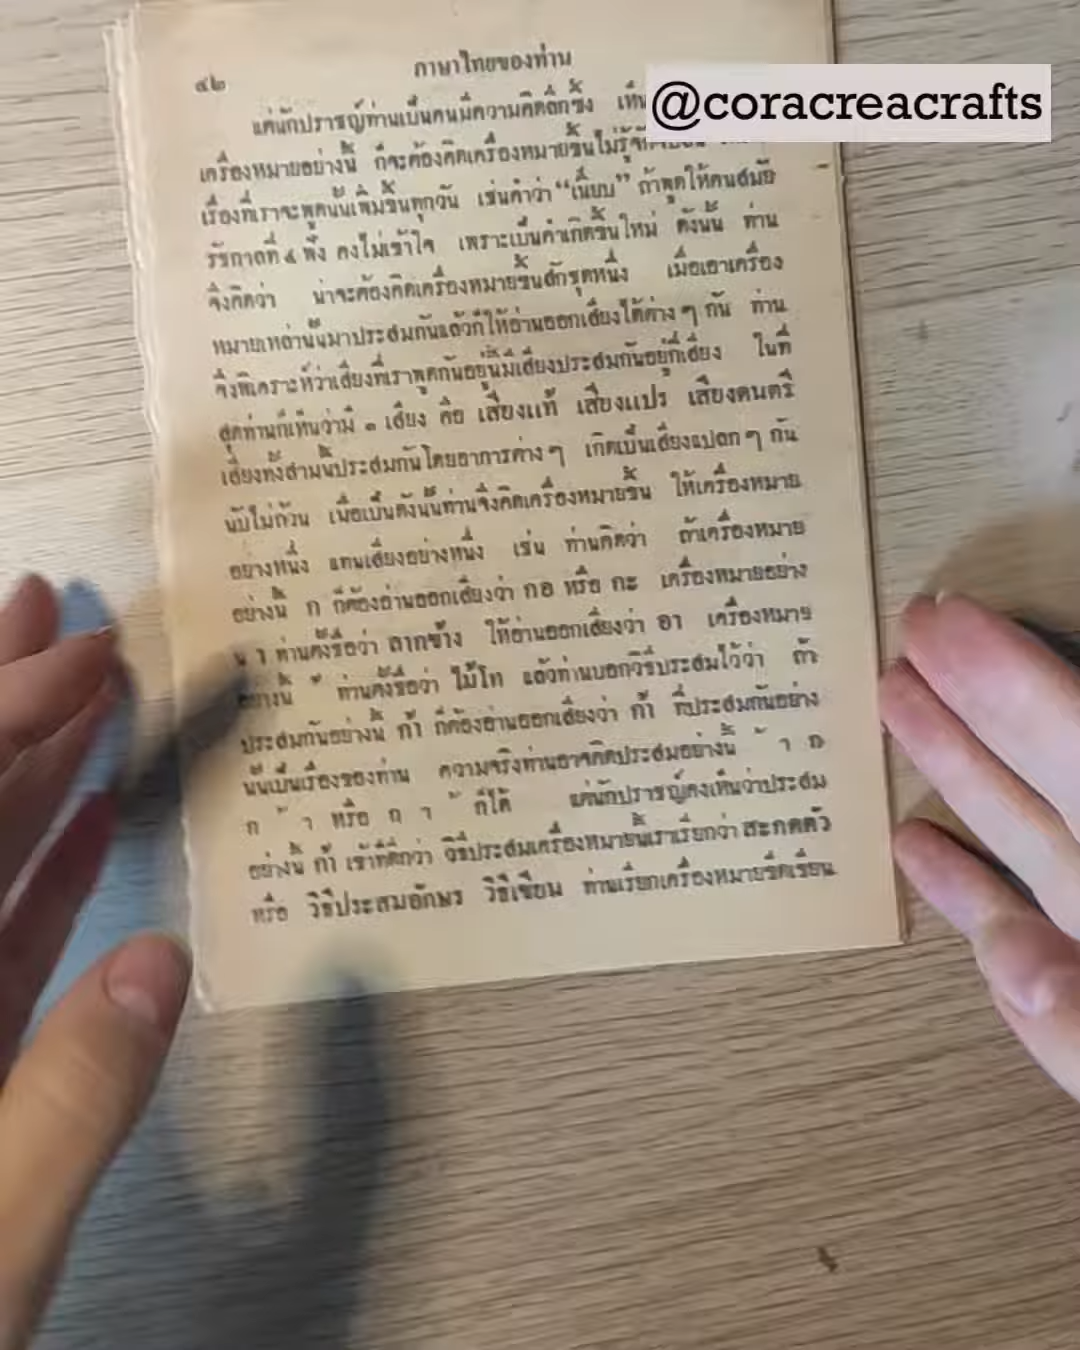 ๔๒
ภาษาไทยของท่าน
@coracreacrafts
แต่นักปราชญ์ท่านเป็นคนมีความคิดลึกซึ้ง
เครื่องหมายอย่างนี้ ก็จะต้องคิดเครื่องหมายขึ้นไม่รู้จัก
เรื่องที่เราจะพูดนั้นเพิ่มขึ้นทุกวัน เช่นคำว่า “เนี้ยบ” ถ้าพูดให้คนสมัย
รัชกาลที่ ๔ ฟัง คงไม่เข้าใจ เพราะเป็นคำเกิดขึ้นใหม่ ดังนั้น ท่าน
จึงคิดว่า น่าจะต้องคิดเครื่องหมายขึ้นสักชุดหนึ่ง เมื่อเอาเครื่อง
หมายเหล่านั้นมาประสมกันแล้วก็ให้อ่านออกเสียงได้ต่าง ๆ กัน ท่าน
จึงพิเคราะห์ว่าเสียงที่เราพูดกันอยู่นี้มีเสียงประสมกันอยู่กี่เสียง ในที่
สุดท่านก็เห็นว่ามี ๓ เสียง คือ เสียงแท้ เสียงแปร เสียงดนตรี
เสียงทั้งสามนั้นประสมกันโดยอาการต่าง ๆ เกิดเป็นเสียงแปลก ๆ กัน
นับไม่ถ้วน เมื่อเป็นดังนั้นท่านจึงคิดเครื่องหมายขึ้น ให้เครื่องหมาย
อย่างหนึ่ง แทนเสียงอย่างหนึ่ง เช่น ท่านคิดว่า ถ้าเครื่องหมาย
อย่างนี้ ก ก็ต้องอ่านออกเสียงว่า กอ หรือ กะ เครื่องหมายอย่าง
นี้ า ท่านตั้งชื่อว่า ลากข้าง ให้อ่านออกเสียงว่า อา เครื่องหมาย
อย่างนี้ ้ ท่านตั้งชื่อว่า ไม้โท แล้วท่านบอกวิธีประสมไว้ว่า ถ้า
ประสมกันอย่างนี้ ก้า ก็ต้องอ่านออกเสียงว่า ก้า ที่ประสมกันอย่าง
นั้นเป็นเรื่องของท่าน ความจริงท่านอาจคิดประสมอย่างนี้ ้ า ก
ก ้ า หรือ ก า ้ ก็ได้ แต่นักปราชญ์คงเห็นว่าประสม
อย่างนี้ ก้า เข้าทีดีกว่า วิธีประสมเครื่องหมายนี้เราเรียกว่า สะกดตัว
หรือ วิธีประสมอักษร วิธีเขียน ท่านเรียกเครื่องหมายขีดเขียน